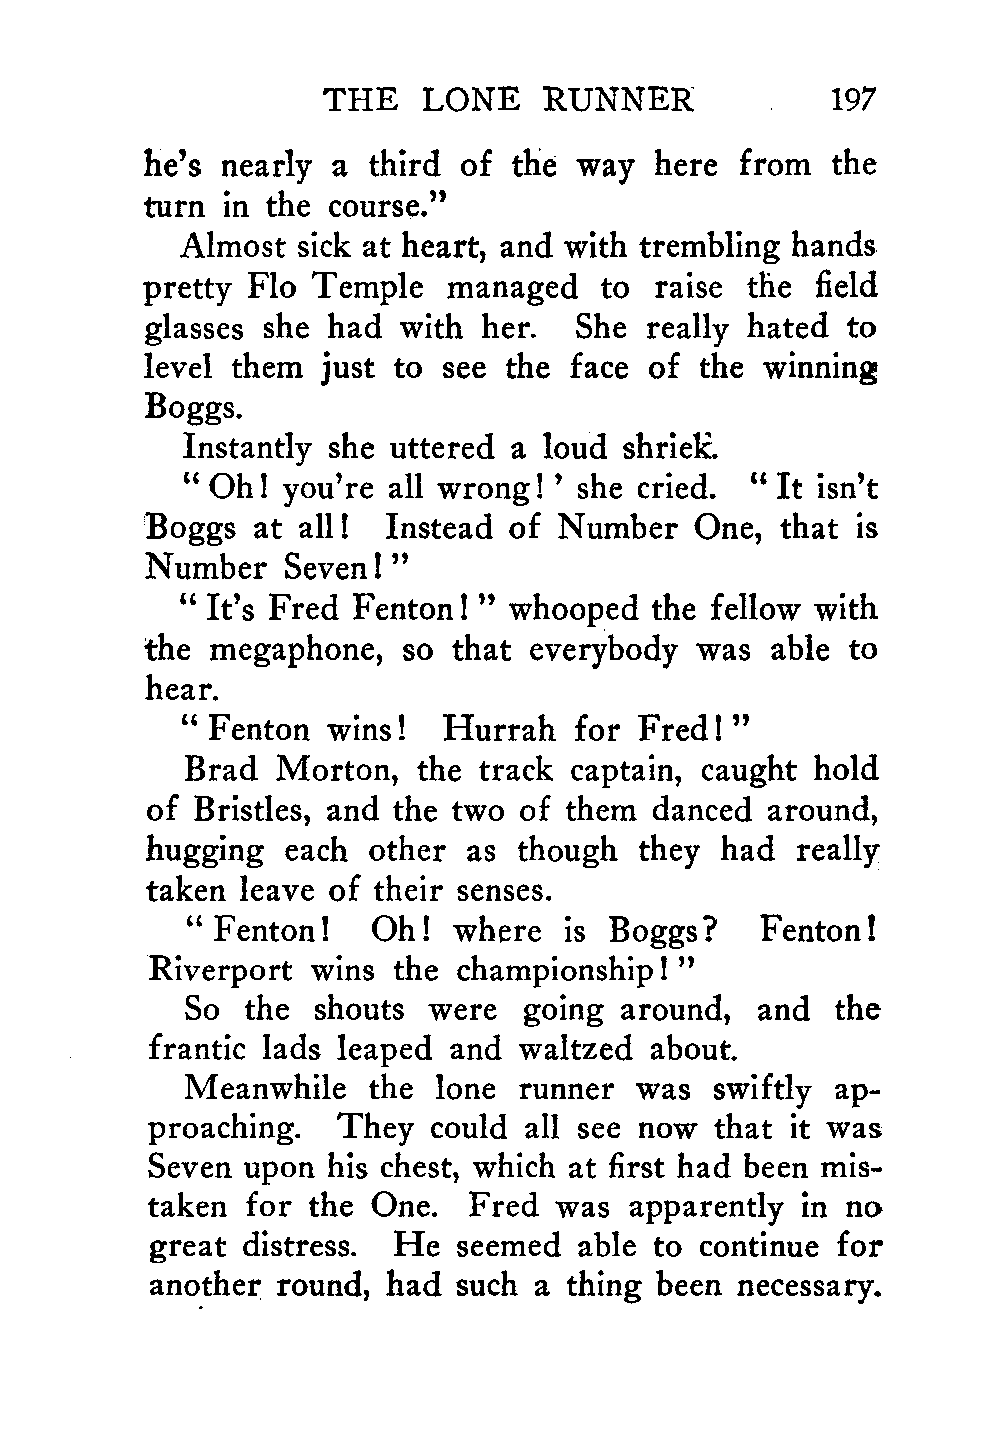 THE LONE RUNNER 197
he's nearly a third of the way here from the
turn in the course."
Almost sick at heart, and with trembling hands
pretty Flo Temple managed to raise the field
glasses she had with her. She really hated to
level them just to see the face of the winning
Boggs.
Instantly she uttered a loud shriek.
" Oh! you're all wrong! ' she cried. " It isn't
Boggs at all! Instead of Number One, that is
Number Seven! "
" It's Fred Fenton! " whooped the fellow with
the megaphone, so that everybody was able to
hear.
" Fenton wins! Hurrah for Fred! "
Brad Morton, the track captain, caught hold
of Bristles, and the two of them danced around,
hugging each other as though they had really
taken leave of their senses.
" Fenton! Oh! where is Boggs? Fenton!
Riverport wins the championship! "
So the shouts were going around, and the
frantic lads leaped and waltzed about.
Meanwhile the lone runner was swiftly ap-
proaching. They could all see now that it was
Seven upon his chest, which at first had been mis-
taken for the One. Fred was apparently in no
great distress. He seemed able to continue for
another round, had such a thing been necessary.